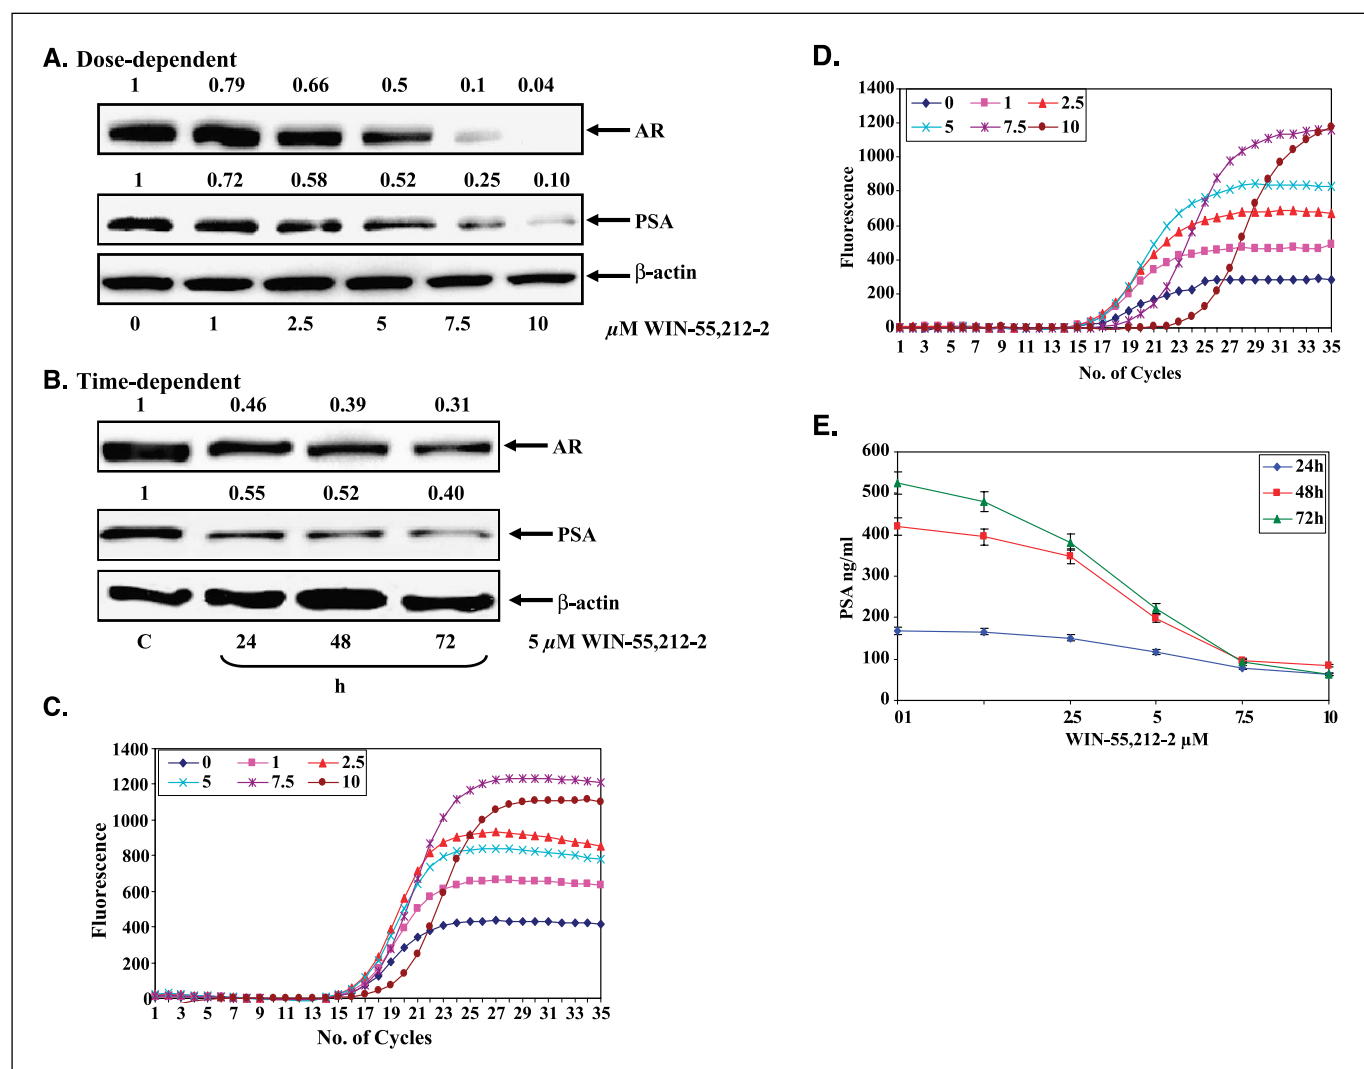 A. Dose-dependent
1 0.79 0.66 0.5 0.1 0.04
AR
1 0.72 0.58 0.52 0.25 0.10
PSA
β-actin
0 1 2.5 5 7.5 10 µM WIN-55,212-2
B. Time-dependent
1 0.46 0.39 0.31
AR
1 0.55 0.52 0.40
PSA
β-actin
C 24 48 72 5 µM WIN-55,212-2
h
C.
1400
1200
1000
800
600
400
200
0
Fluorescence
0 1 2.5
5 7.5 10
1 3 5 7 9 11 13 15 17 19 21 23 25 27 29 31 33 35
No. of Cycles
D.
1400
1200
1000
800
600
400
200
0
Fluorescence
0 1 2.5
5 7.5 10
1 3 5 7 9 11 13 15 17 19 21 23 25 27 29 31 33 35
No. of Cycles
E.
600
500
400
300
200
100
0
PSA ng/ml
24h
48h
72h
01 25 5 75 10
WIN-55,212-2 µM